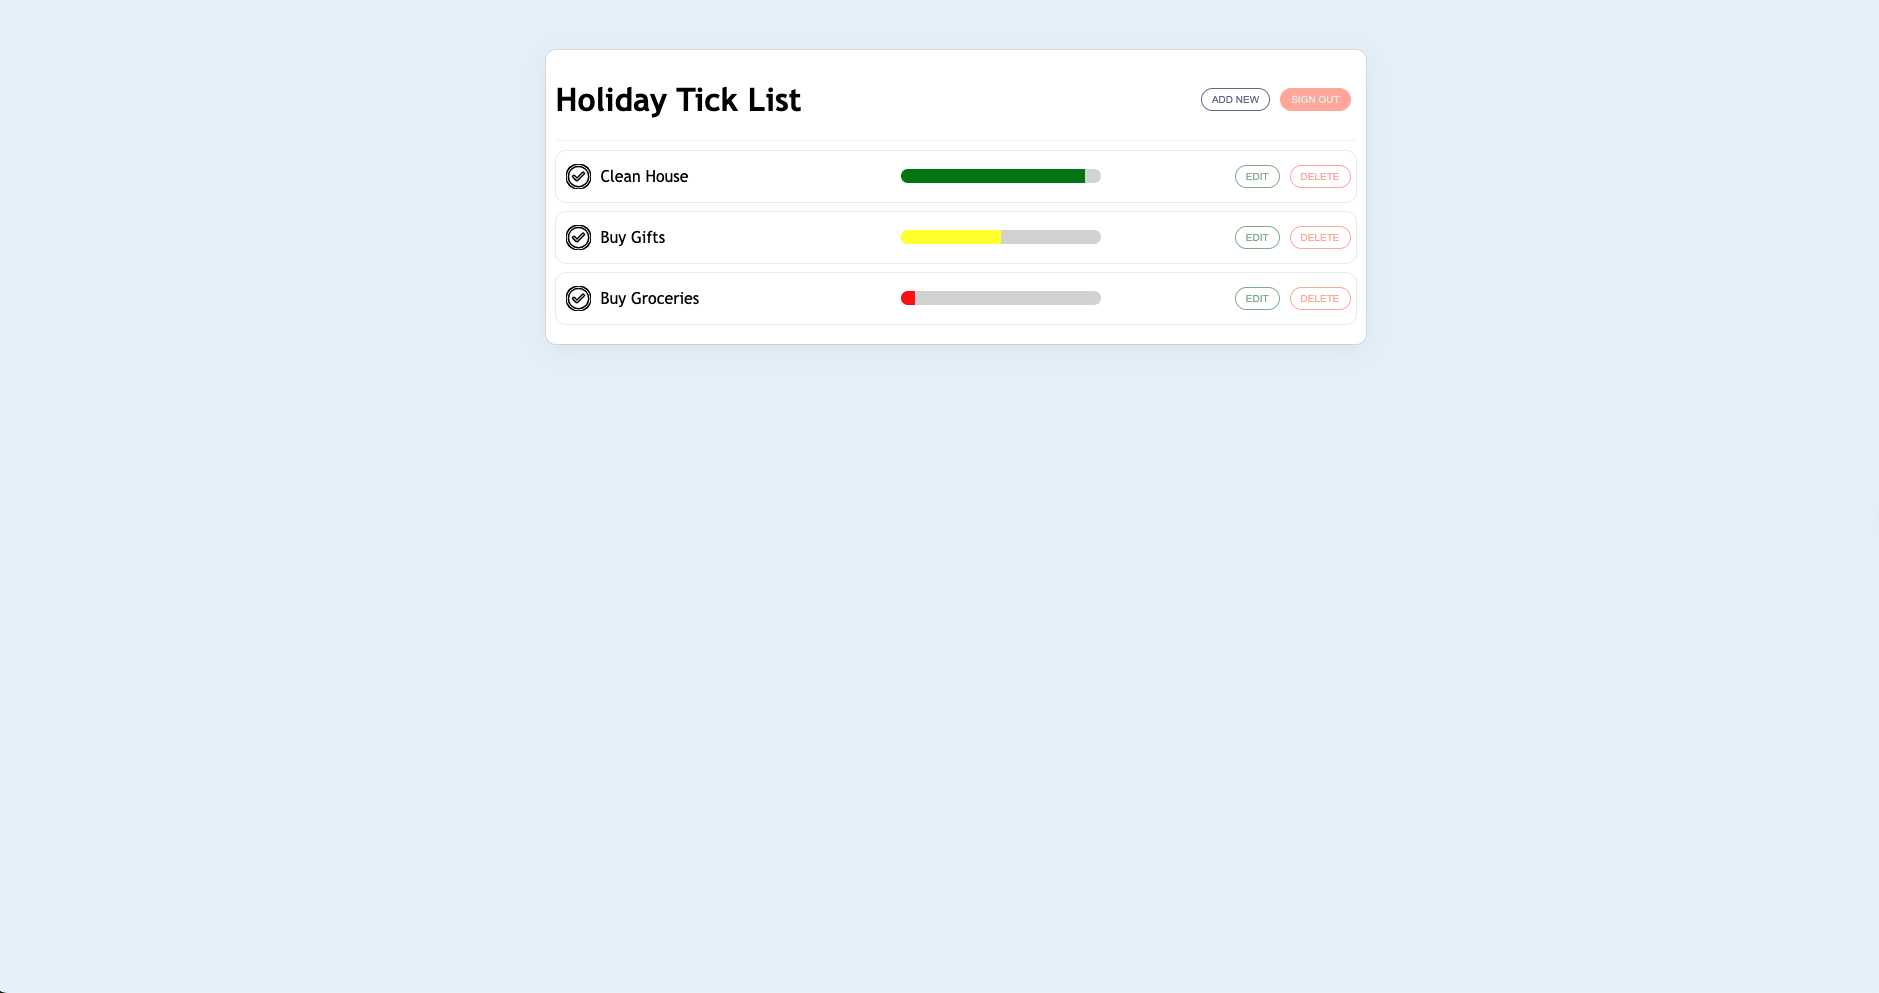 Holiday Tick List ADD NEW SIGN OUT
Clean House EDIT DELETE
Buy Gifts EDIT DELETE
Buy Groceries EDIT DELETE